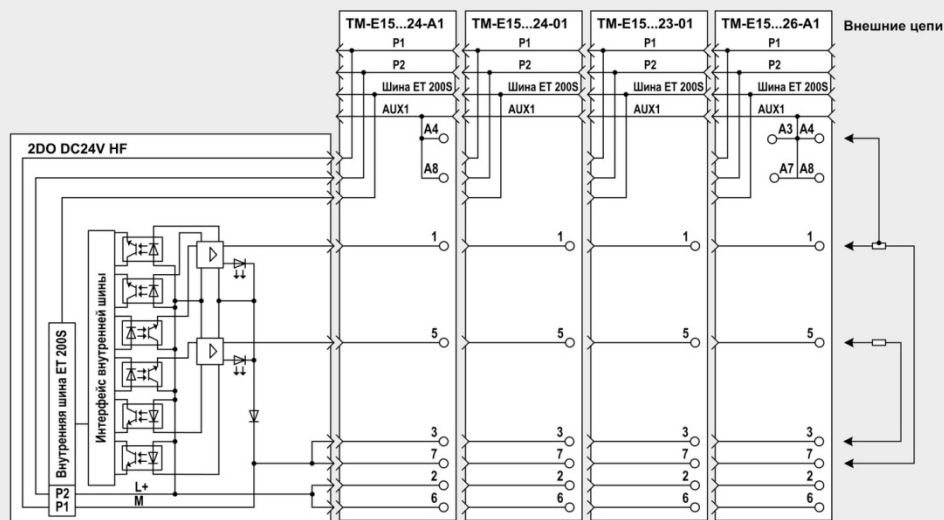 TM-E15...24-A1 TM-E15...24-01 TM-E15...23-01 TM-E15...26-A1 Внешние цепи
P1 P1 P1 P1
P2 P2 P2 P2
Шина ET 200S Шина ET 200S Шина ET 200S Шина ET 200S
AUX1 AUX1 AUX1 AUX1
A4 A3 A4
2DO DC24V HF
A8 A7 A8
1 1 1 1
5 5 5 5
Внутренняя шина ET 200S
Интерфейс внутренней шины
3 3 3 3
7 7 7 7
L+ 2 2 2 2
P2
M 6 6 6 6
P1